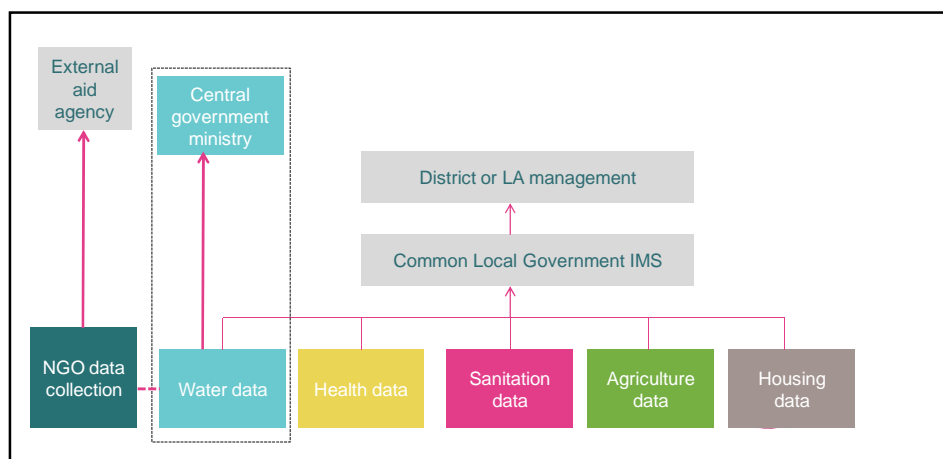 External
aid
agency
Central
government
ministry
District or LA management
Common Local Government IMS
NGO data
collection
Water data
Health data
Sanitation
data
Agriculture
data
Housing
data